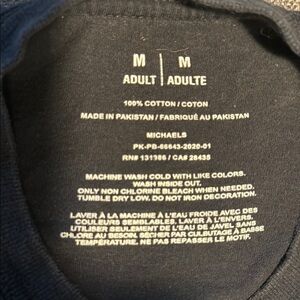 M | M
ADULT | ADULTE
100% COTTON / COTON
MADE IN PAKISTAN / FABRIQUÉ AU PAKISTAN
MICHAELS
PK-PB-66643-2020-01
RN# 131986 / CA# 28435
MACHINE WASH COLD WITH LIKE COLORS.
WASH INSIDE OUT.
ONLY NON CHLORINE BLEACH WHEN NEEDED.
TUMBLE DRY LOW. DO NOT IRON DECORATION.
LAVER À LA MACHINE À L'EAU FROIDE AVEC DES
COULEURS SEMBLABLES. LAVER À L'ENVERS.
UTILISER SEULEMENT DE L'EAU DE JAVEL SANS
CHLORE AU BESOIN. SÉCHER PAR CULBUTAGE À BASSE
TEMPÉRATURE. NE PAS REPASSER LE MOTIF.